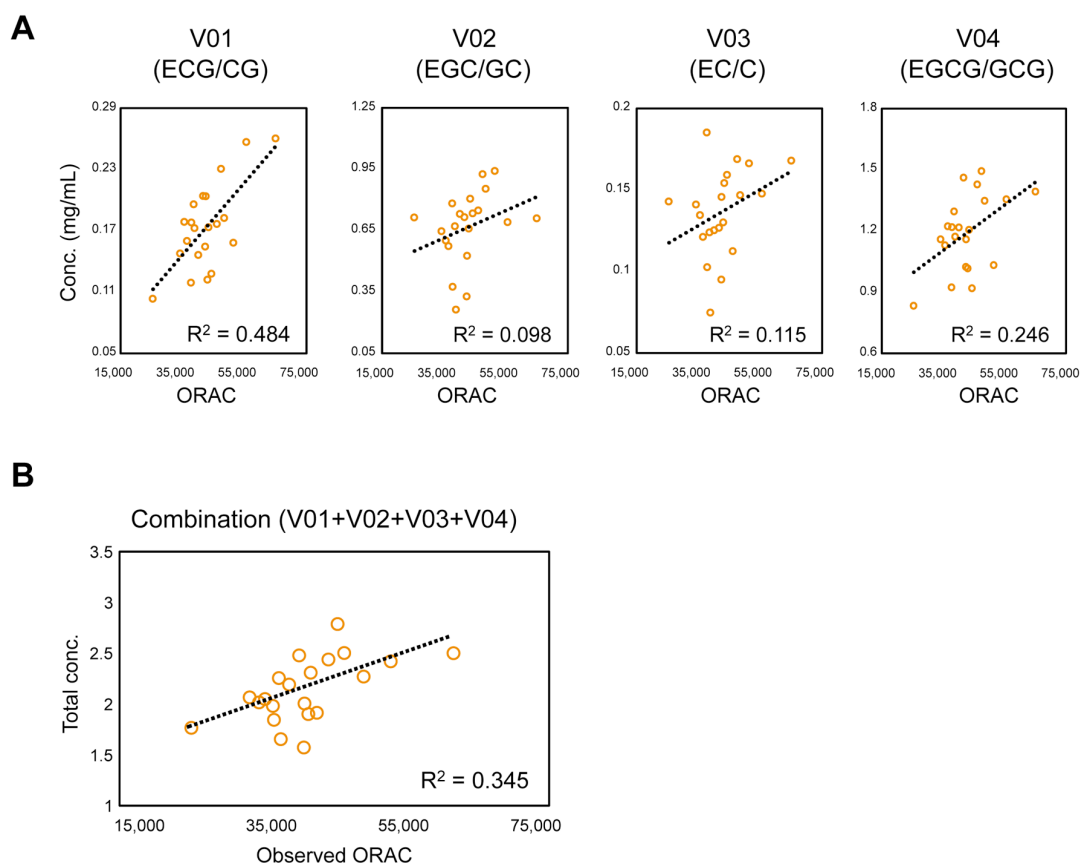 A
V01
(ECG/CG)
V02
(EGC/GC)
V03
(EC/C)
V04
(EGCG/GCG)
Conc. (mg/mL)
0.29
0.23
0.17
0.11
0.05
R² = 0.484
15,000 35,000 55,000 75,000
ORAC
1.25
0.95
0.65
0.35
0.05
R² = 0.098
15,000 35,000 55,000 75,000
ORAC
0.2
0.15
0.1
0.05
R² = 0.115
15,000 35,000 55,000 75,000
ORAC
1.8
1.5
1.2
0.9
0.6
R² = 0.246
15,000 35,000 55,000 75,000
ORAC
B
Combination (V01+V02+V03+V04)
Total conc.
3.5
3
2.5
2
1.5
1
R² = 0.345
15,000 35,000 55,000 75,000
Observed ORAC